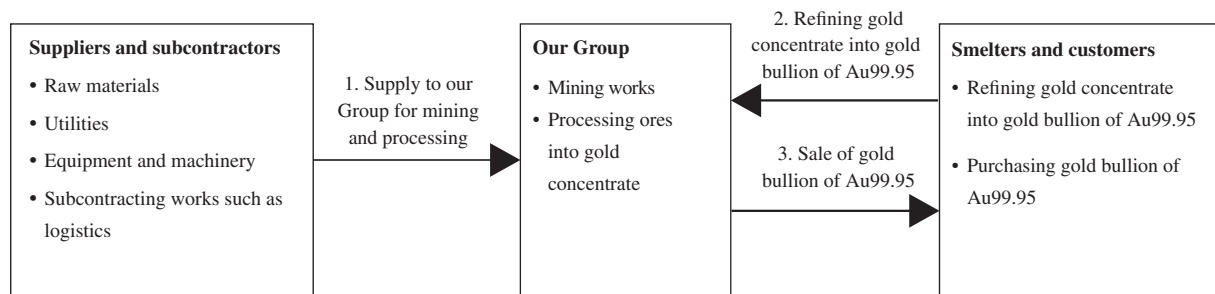 Suppliers and subcontractors
• Raw materials
• Utilities
• Equipment and machinery
• Subcontracting works such as
logistics
1. Supply to our
Group for mining
and processing
Our Group
• Mining works
• Processing ores
into gold
concentrate
2. Refining gold
concentrate into gold
bullion of Au99.95
3. Sale of gold
bullion of Au99.95
Smelters and customers
• Refining gold concentrate
into gold bullion of Au99.95
• Purchasing gold bullion of
Au99.95